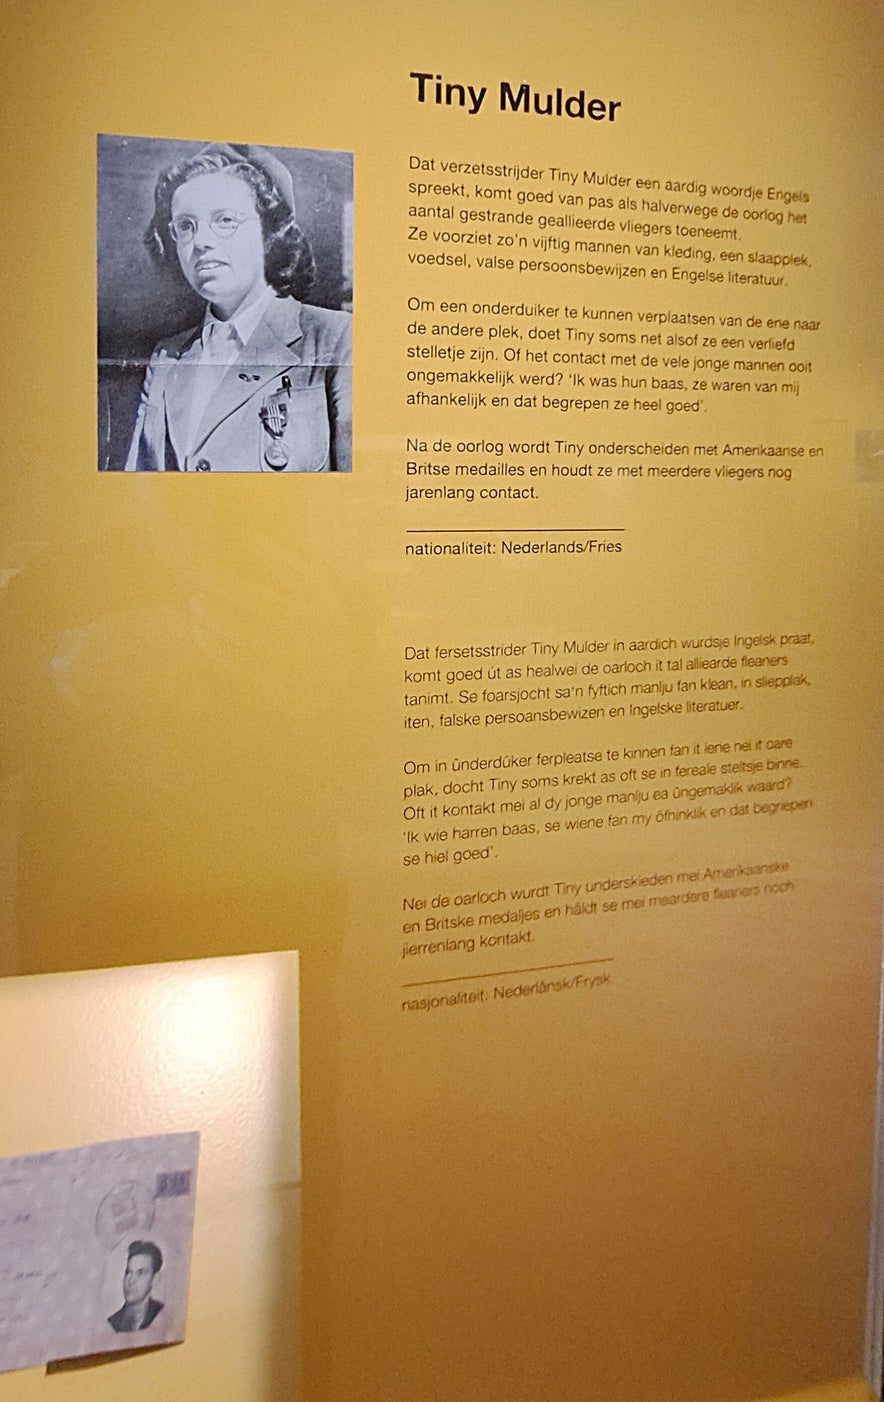 Tiny Mulder
Dat verzetsstrijder Tiny Mulder een aardig woordje Engels
spreekt, komt goed van pas als halverwege de oorlog het
aantal gestrande geallieerde vliegers toeneemt.
Ze voorziet zo'n vijftig mannen van kleding, een slaapplek,
voedsel, valse persoonsbewijzen en Engelse literatuur.
Om een onderduiker te kunnen verplaatsen van de ene naar
de andere plek, doet Tiny soms net alsof ze een verliefd
stelletje zijn. Of het contact met de vele jonge mannen ooit
ongemakkelijk werd? 'Ik was hun baas, ze waren van mij
afhankelijk en dat begrepen ze heel goed'.
Na de oorlog wordt Tiny onderscheiden met Amerikaanse en
Britse medailles en houdt ze met meerdere vliegers nog
jarenlang contact.
nationaliteit: Nederlands/Fries
Dat fersetsstrider Tiny Mulder in aardich wurdsje Ingelsk praat,
komt goed út as healwei de oarloch it tal alliearde fleaners
tanimt. Se foarsjocht sa'n fyftich manlju fan klean, in sliepplak,
iten, falske persoansbewizen en Ingelske literatuer.
Om in ûnderdûker ferpleatse te kinnen fan it iene nei it oare
plak, docht Tiny soms krekt as oft se in fereale steltsje binne.
Oft it kontakt mei al dy jonge manlju ea ûngemaklik waard?
'Ik wie harren baas, se wiene fan my ôfhinklik en dat begriepen
se hiel goed'.
Nei de oarloch wurdt Tiny underskieden mei Amerikaanske
en Britske medaljes en hâldt se mei meardere fleaners noch
jierrenlang kontakt.
nasjonaliteit: Nederlânsk/Frysk